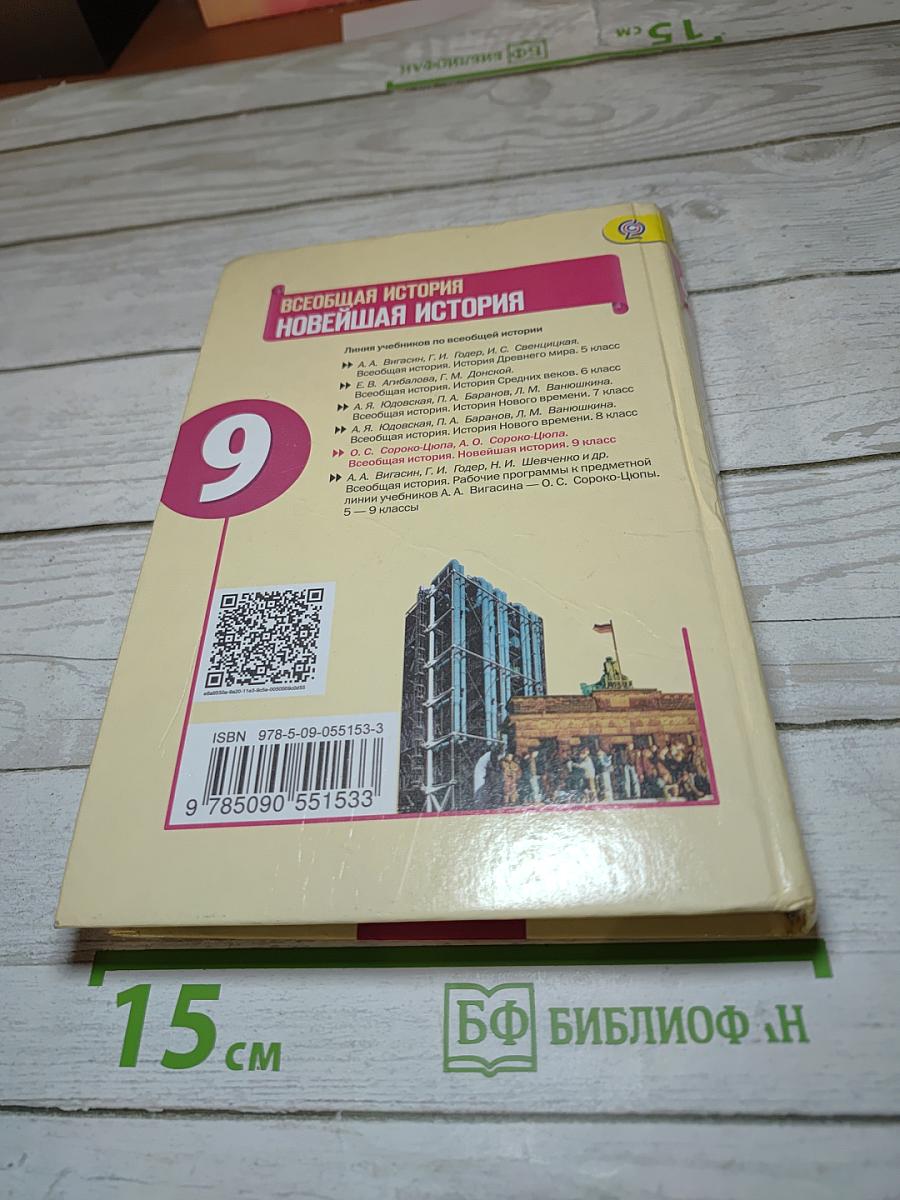 15 см
БФ БИБЛИОФАН
ВСЕОБЩАЯ ИСТОРИЯ
НОВЕЙШАЯ ИСТОРИЯ
Линия учебников по всеобщей истории
А. А. Вигасин, Г. И. Годер, И. С. Свенцицкая.
Всеобщая история. История Древнего мира. 5 класс
Е. В. Агибалова, Г. М. Донской.
Всеобщая история. История Средних веков. 6 класс
А. Я. Юдовская, П. А. Баранов, Л. М. Ванюшкина.
Всеобщая история. История Нового времени. 7 класс
А. Я. Юдовская, П. А. Баранов, Л. М. Ванюшкина.
Всеобщая история. История Нового времени. 8 класс
О. С. Сороко-Цюпа, А. О. Сороко-Цюпа.
Всеобщая история. Новейшая история. 9 класс
А. А. Вигасин, Г. И. Годер, Н. И. Шевченко и др.
Всеобщая история. Рабочие программы к предметной
линии учебников А. А. Вигасина — О. С. Сороко-Цюпы.
5 — 9 классы
9
ISBN 978-5-09-055153-3
9 785090 551533
15 см
БФ БИБЛИОФ АН